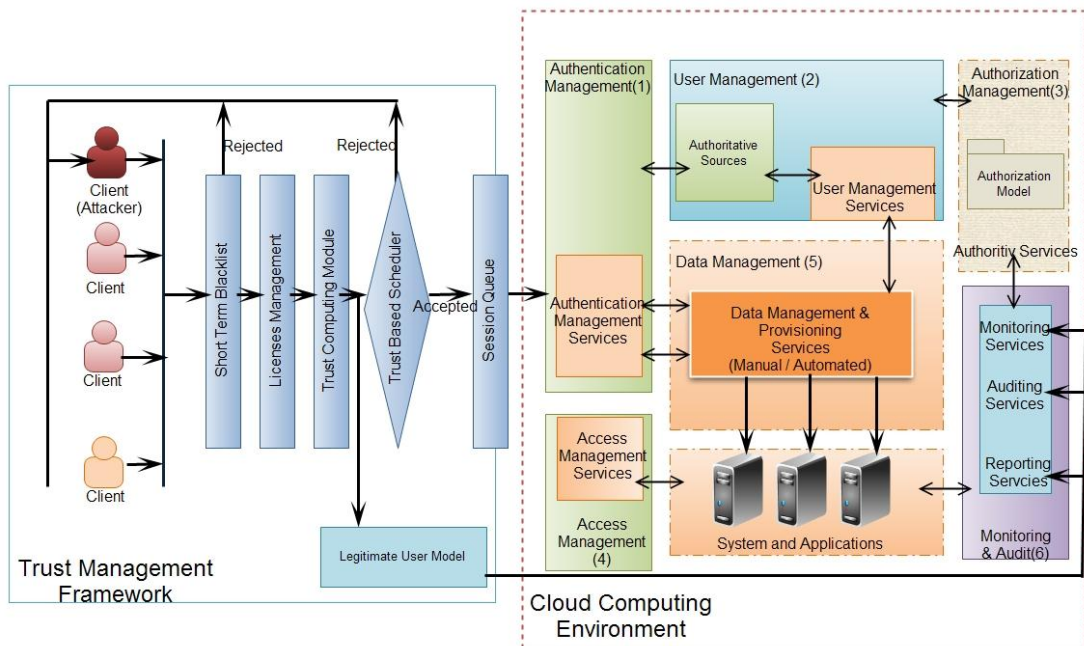 Client
(Attacker)
Client
Client
Client
Rejected
Rejected
Short Term Blacklist
Licenses Management
Trust Computing Module
Trust Based Scheduler
Accepted
Session Queue
Legitimate User Model
Trust Management
Framework
Authentication
Management(1)
Authentication
Management
Services
User Management (2)
Authoritative
Sources
User Management
Services
Authorization
Management(3)
Authorization
Model
Authoritiy Services
Data Management (5)
Data Management &
Provisioning
Services
(Manual / Automated)
Access
Management
Services
Access
Management
(4)
System and Applications
Monitoring
Services
Auditing
Services
Reporting
Servcies
Monitoring
& Audit(6)
Cloud Computing
Environment